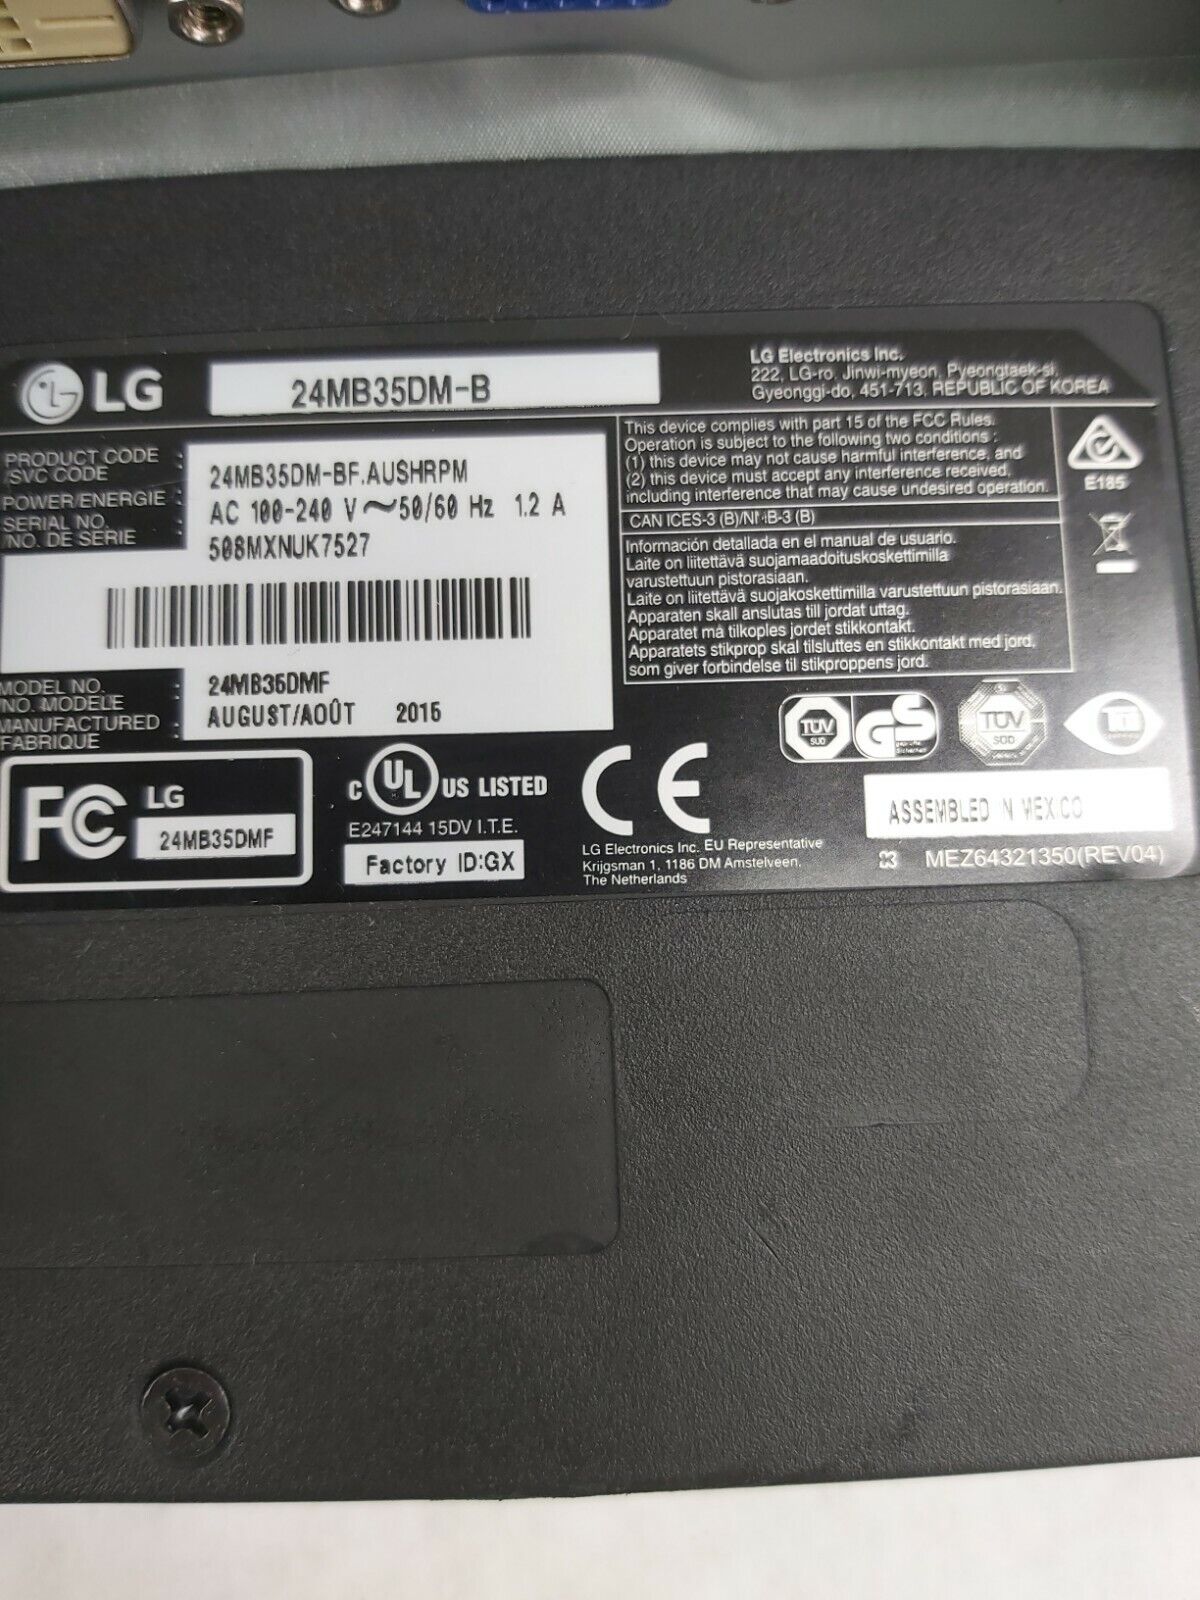 LG
24MB35DM-B
LG Electronics Inc.
222, LG-ro, Jinwi-myeon, Pyeongtaek-si,
Gyeonggi-do, 451-713, REPUBLIC OF KOREA
PRODUCT CODE
/SVC CODE :
24MB35DM-BF.AUSHRPM
POWER/ENERGIE :
AC 100-240 V ~50/60 Hz 1.2 A
SERIAL NO.
/NO. DE SERIE :
508MXNUK7527
MODEL NO.
/NO. MODELE :
24MB35DMF
MANUFACTURED
/FABRIQUE :
AUGUST/AOÛT 2015
This device complies with part 15 of the FCC Rules.
Operation is subject to the following two conditions :
(1) this device may not cause harmful interference, and
(2) this device must accept any interference received,
including interference that may cause undesired operation.
CAN ICES-3 (B)/NMB-3 (B)
Información detallada en el manual de usuario.
Laite on liitettävä suojamaadoituskoskettimilla
varustettuun pistorasiaan.
Laite on liitettävä suojakoskettimilla varustettuun pistorasiaan.
Apparaten skall anslutas till jordat uttag.
Apparatet må tilkoples jordet stikkontakt.
Apparatets stikprop skal tilsluttes en stikkontakt med jord,
som giver forbindelse til stikproppens jord.
E185
FC LG
24MB35DMF
C UL US LISTED
E247144 15DV I.T.E.
Factory ID:GX
CE
LG Electronics Inc. EU Representative
Krijgsman 1, 1186 DM Amstelveen,
The Netherlands
TÜV
SÜD
GS
geprüfte
Sicherheit
TÜV
SÜD
ASSEMBLED IN MEXICO
MEZ64321350(REV04)